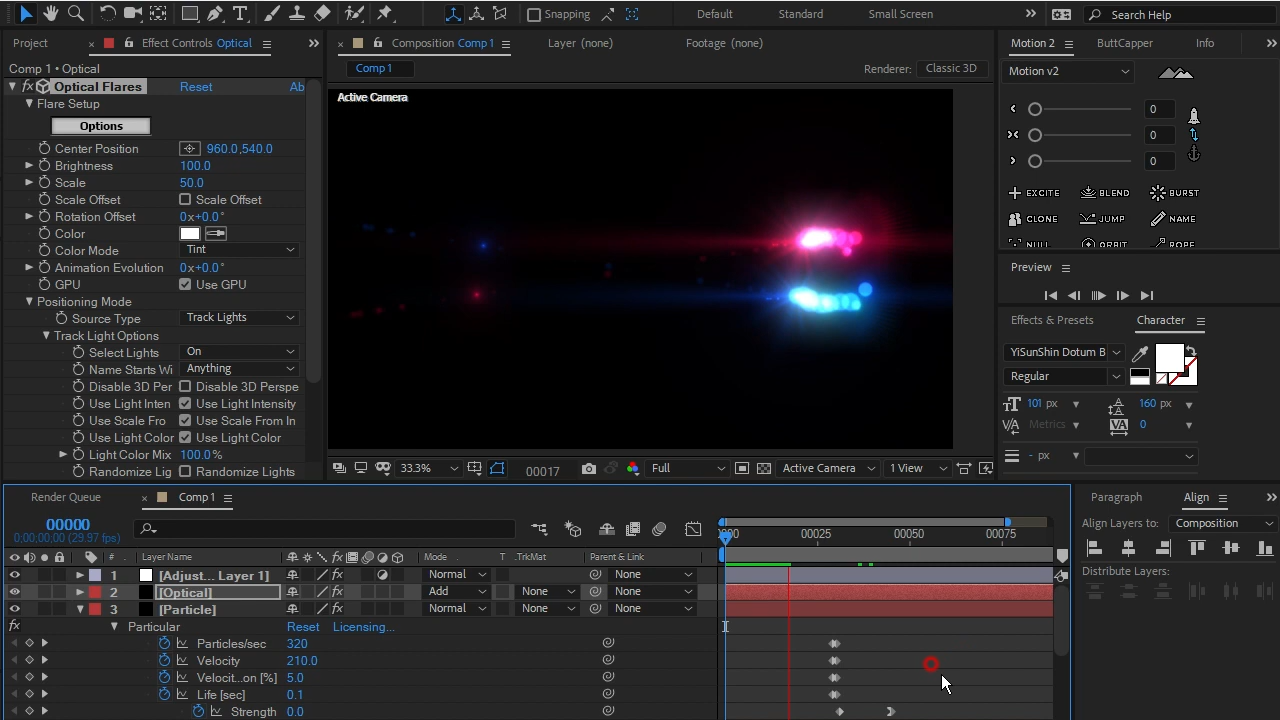 Snapping Default Standard Small Screen » Search Help
Project × Effect Controls Optical » × Composition Comp 1 Layer (none) Footage (none) Motion 2 ButtCapper Info »
Comp 1 • Optical Comp 1 Renderer: Classic 3D Motion v2
fx Optical Flares Reset Ab
Active Camera
Flare Setup
Options
Center Position 960.0,540.0
Brightness 100.0
Scale 50.0
Scale Offset Scale Offset
Rotation Offset 0x+0.0°
Color
Color Mode Tint
Animation Evolution 0x+0.0°
GPU Use GPU
Positioning Mode
Source Type Track Lights
Track Light Options
Select Lights On
Name Starts Wi Anything
Disable 3D Per Disable 3D Perspe
Use Light Inten Use Light Intensity
Use Scale Fro Use Scale From In
Use Light Color Use Light Color
Light Color Mix 100.0%
Randomize Lig Randomize Lights
0
0
0
EXCITE BLEND BURST
CLONE JUMP NAME
NULL ORBIT ROPE
Preview
Effects & Presets Character
YiSunShin Dotum B
Regular
101 px 160 px
Metrics 0
- px
33.3% 00017 Full Active Camera 1 View
Render Queue × Comp 1
00000
0;00;00;00 (29.97 fps)
# Layer Name Mode T .TrkMat Parent & Link
00025 00050 00075
1 [Adjust... Layer 1] fx Normal None
2 [Optical] fx Add None None
3 [Particle] fx Normal None None
fx Particular Reset Licensing...
Particles/sec 320
Velocity 210.0
Velocit...on [%] 5.0
Life [sec] 0.1
Strength 0.0
Paragraph Align »
Align Layers to: Composition
Distribute Layers: